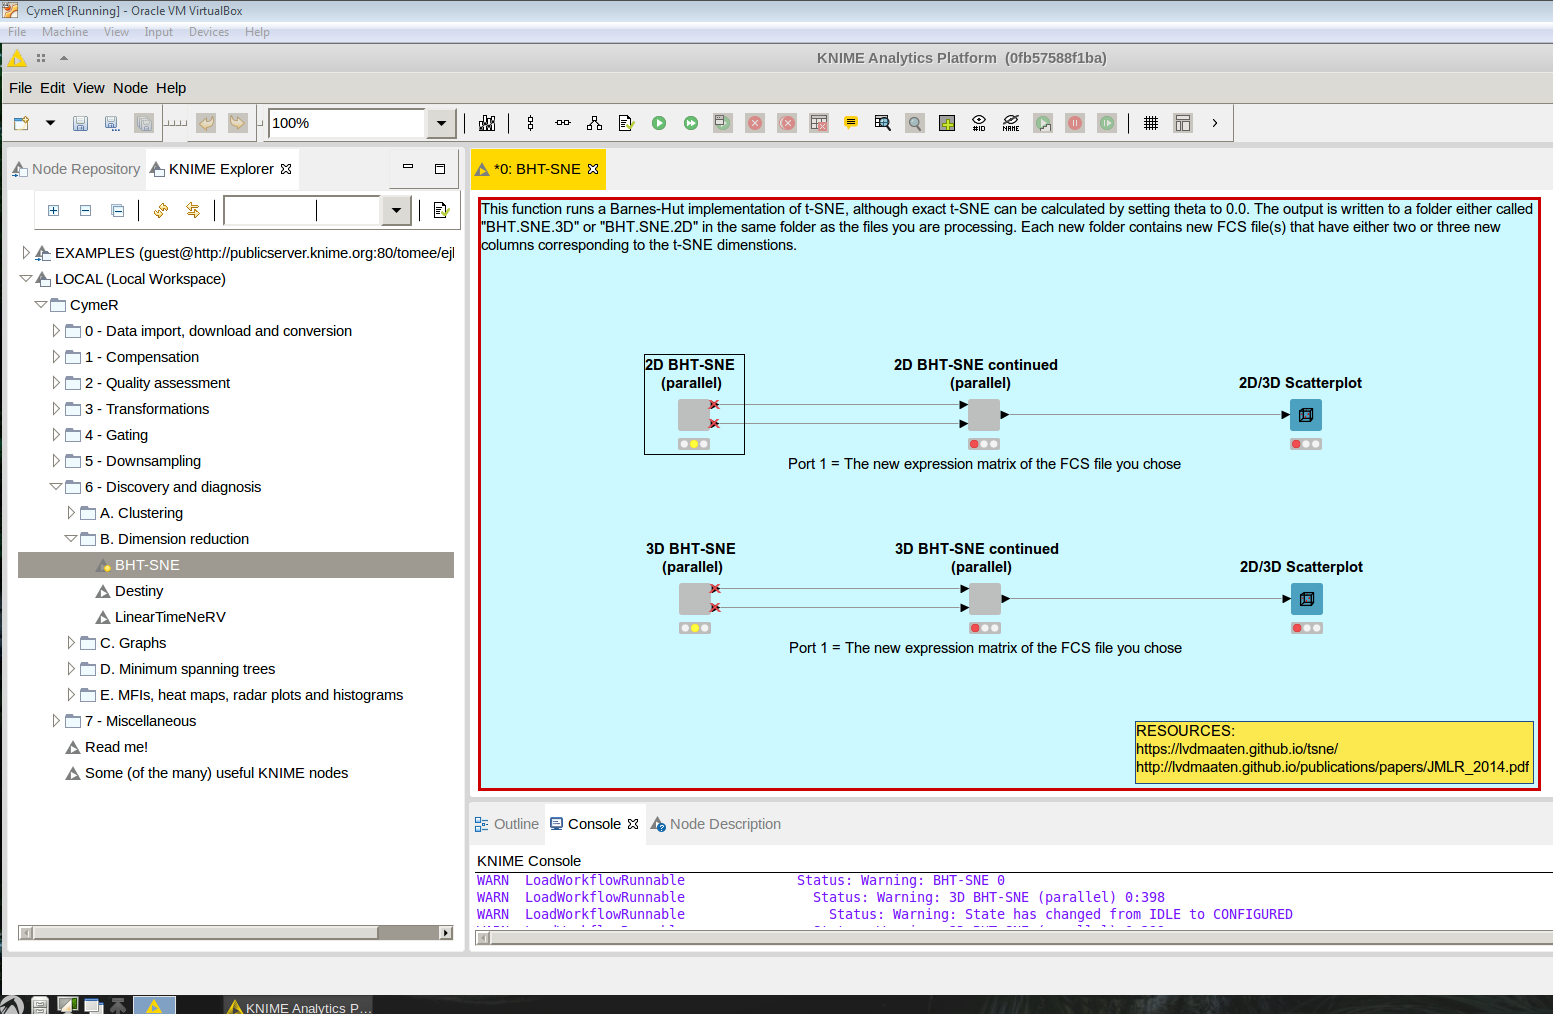 CymeR [Running] - Oracle VM VirtualBox
File Machine View Input Devices Help
KNIME Analytics Platform (0fb57588f1ba)
File Edit View Node Help
100%
#ID
NAME
Node Repository
KNIME Explorer
*0: BHT-SNE
EXAMPLES (guest@http://publicserver.knime.org:80/tomee/ejl
LOCAL (Local Workspace)
CymeR
0 - Data import, download and conversion
1 - Compensation
2 - Quality assessment
3 - Transformations
4 - Gating
5 - Downsampling
6 - Discovery and diagnosis
A. Clustering
B. Dimension reduction
BHT-SNE
Destiny
LinearTimeNeRV
C. Graphs
D. Minimum spanning trees
E. MFIs, heat maps, radar plots and histograms
7 - Miscellaneous
Read me!
Some (of the many) useful KNIME nodes
This function runs a Barnes-Hut implementation of t-SNE, although exact t-SNE can be calculated by setting theta to 0.0. The output is written to a folder either called
"BHT.SNE.3D" or "BHT.SNE.2D" in the same folder as the files you are processing. Each new folder contains new FCS file(s) that have either two or three new
columns corresponding to the t-SNE dimenstions.
2D BHT-SNE
(parallel)
2D BHT-SNE continued
(parallel)
2D/3D Scatterplot
Port 1 = The new expression matrix of the FCS file you chose
3D BHT-SNE
(parallel)
3D BHT-SNE continued
(parallel)
2D/3D Scatterplot
Port 1 = The new expression matrix of the FCS file you chose
RESOURCES:
https://lvdmaaten.github.io/tsne/
http://lvdmaaten.github.io/publications/papers/JMLR_2014.pdf
Outline
Console
Node Description
KNIME Console
WARN LoadWorkflowRunnable Status: Warning: BHT-SNE 0
WARN LoadWorkflowRunnable Status: Warning: 3D BHT-SNE (parallel) 0:398
WARN LoadWorkflowRunnable Status: Warning: State has changed from IDLE to CONFIGURED
KNIME Analytics P...